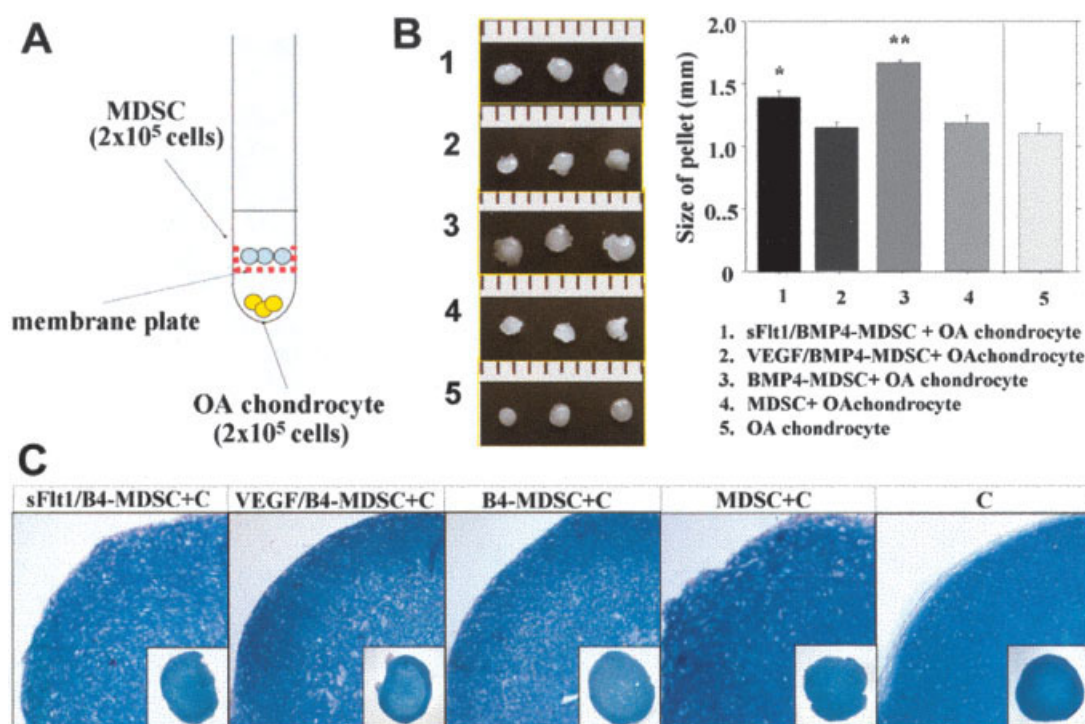 A
MDSC
(2x10⁵ cells)
membrane plate
OA chondrocyte
(2x10⁵ cells)
B
1
2
3
4
5
2.0
1.5
1.0
0..5
0
Size of pellet (mm)
*
**
1 2 3 4 5
1. sFlt1/BMP4-MDSC + OA chondrocyte
2. VEGF/BMP4-MDSC+ OAchondrocyte
3. BMP4-MDSC+ OA chondrocyte
4. MDSC+ OAchondrocyte
5. OA chondrocyte
C
sFlt1/B4-MDSC+C VEGF/B4-MDSC+C B4-MDSC+C MDSC+C C